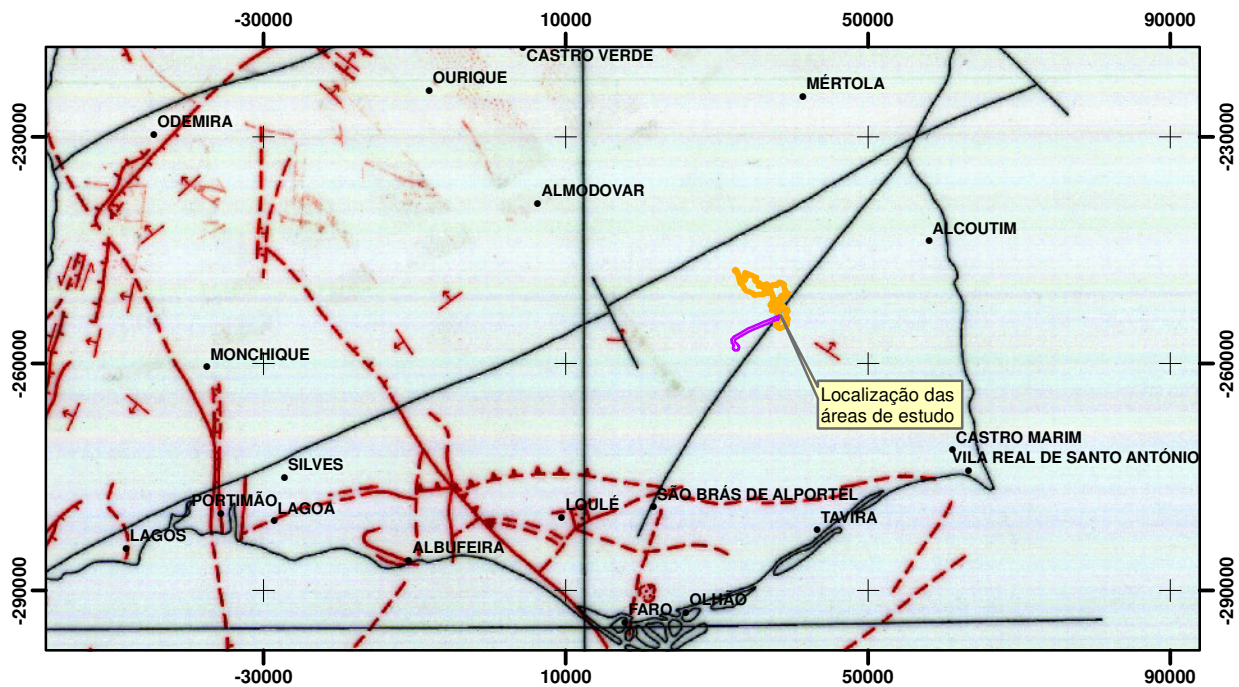 -30000
10000
50000
90000
CASTRO VERDE
OURIQUE
MÉRTOLA
ODEMIRA
-230000
-230000
ALMODOVAR
ALCOUTIM
MONCHIQUE
-260000
-260000
Localização das
áreas de estudo
CASTRO MARIM
VILA REAL DE SANTO ANTÓNIO
SILVES
PORTIMÃO
LAGOA
LOULÉ
SÃO BRÁS DE ALPORTEL
TAVIRA
LAGOS
ALBUFEIRA
-290000
-290000
FARO
OLHÃO
-30000
10000
50000
90000